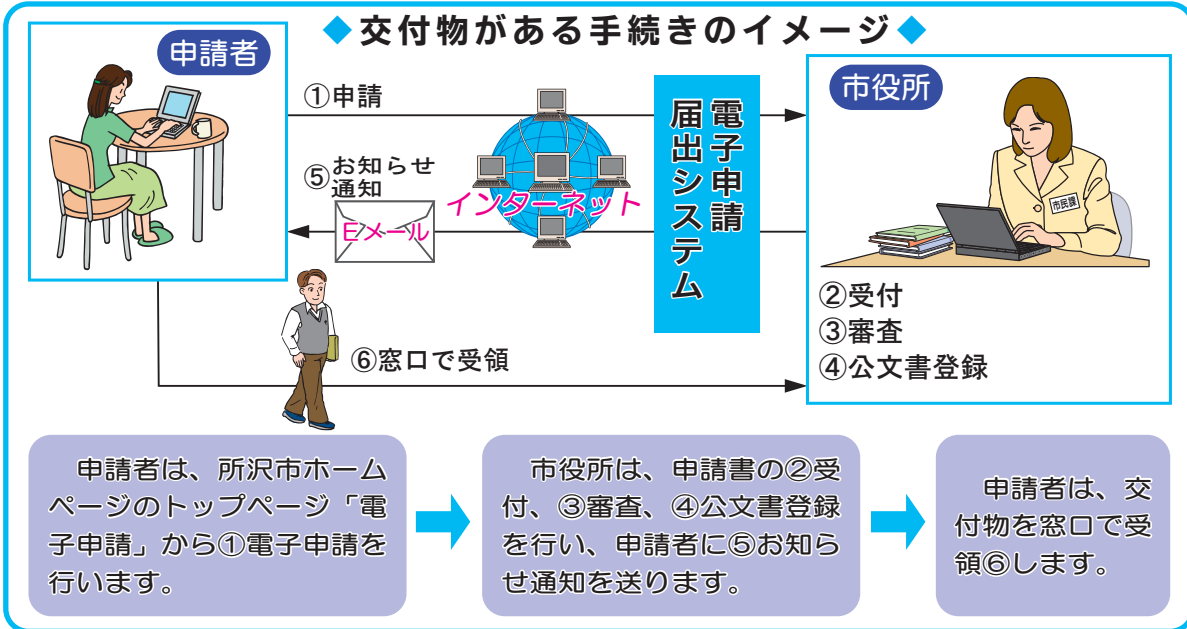 ◆交付物がある手続きのイメージ◆
申請者
①申請
⑤お知らせ
通知
Eメール
インターネット
電子申請
届出システム
市役所
市民課
②受付
③審査
④公文書登録
⑥窓口で受領
申請者は、所沢市ホーム
ページのトップページ「電
子申請」から①電子申請を
行います。
市役所は、申請書の②受
付、③審査、④公文書登録
を行い、申請者に⑤お知ら
せ通知を送ります。
申請者は、交
付物を窓口で受
領⑥します。